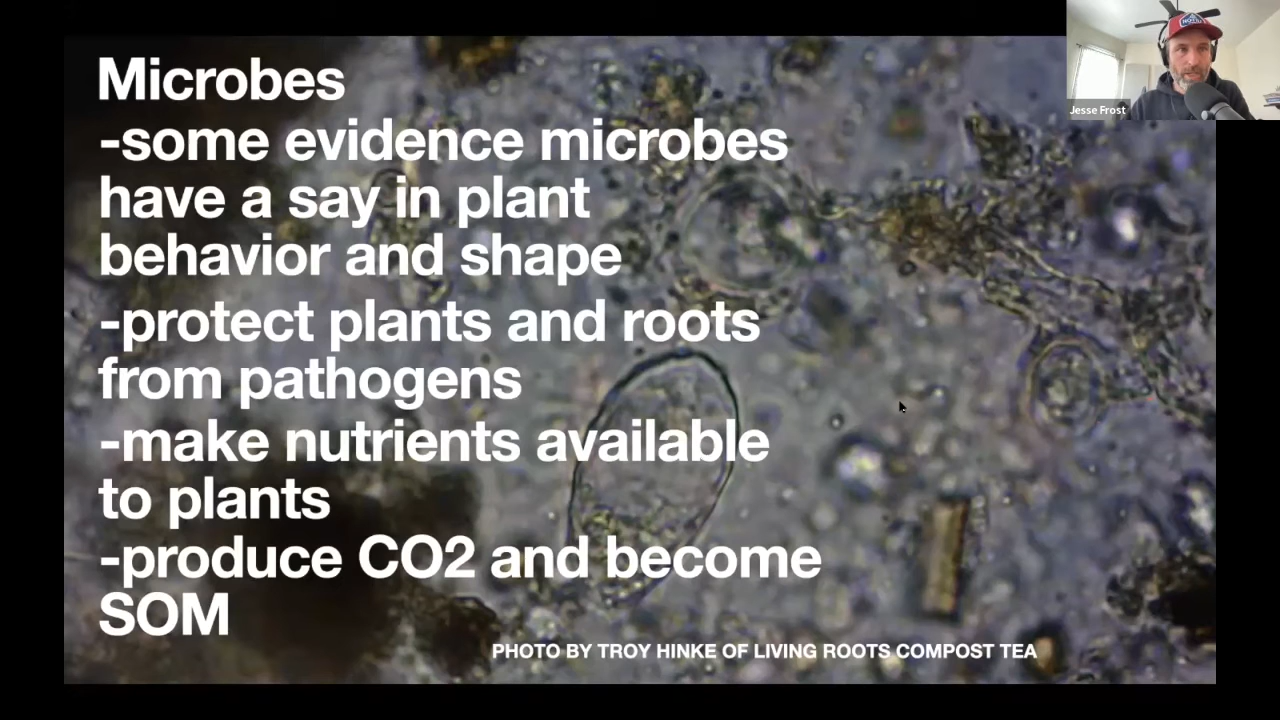 Microbes
-some evidence microbes
have a say in plant
behavior and shape
-protect plants and roots
from pathogens
-make nutrients available
to plants
-produce CO2 and become
SOM
PHOTO BY TROY HINKE OF LIVING ROOTS COMPOST TEA
Jesse Frost